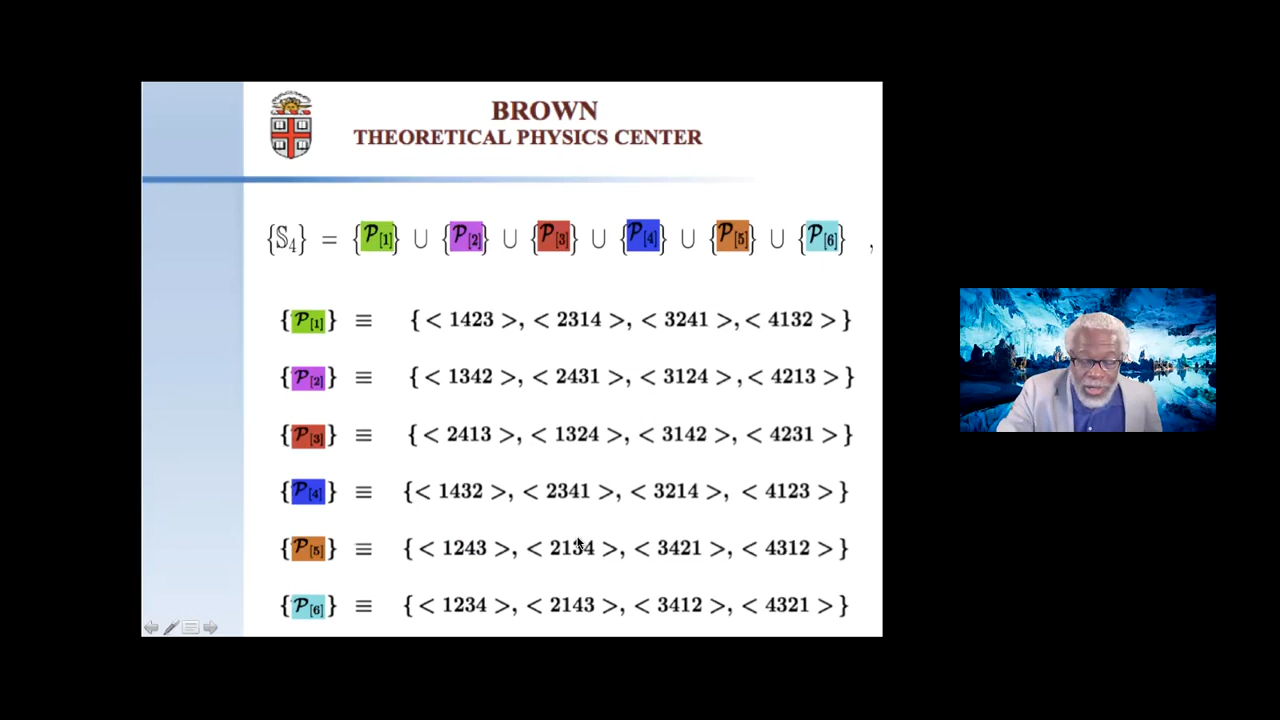 BROWN
THEORETICAL PHYSICS CENTER
{𝕊₄} = {𝒫[1]} ∪ {𝒫[2]} ∪ {𝒫[3]} ∪ {𝒫[4]} ∪ {𝒫[5]} ∪ {𝒫[6]} ,
{𝒫[1]} ≡ {< 1423 >, < 2314 >, < 3241 >, < 4132 >}
{𝒫[2]} ≡ {< 1342 >, < 2431 >, < 3124 >, < 4213 >}
{𝒫[3]} ≡ {< 2413 >, < 1324 >, < 3142 >, < 4231 >}
{𝒫[4]} ≡ {< 1432 >, < 2341 >, < 3214 >, < 4123 >}
{𝒫[5]} ≡ {< 1243 >, < 2134 >, < 3421 >, < 4312 >}
{𝒫[6]} ≡ {< 1234 >, < 2143 >, < 3412 >, < 4321 >}